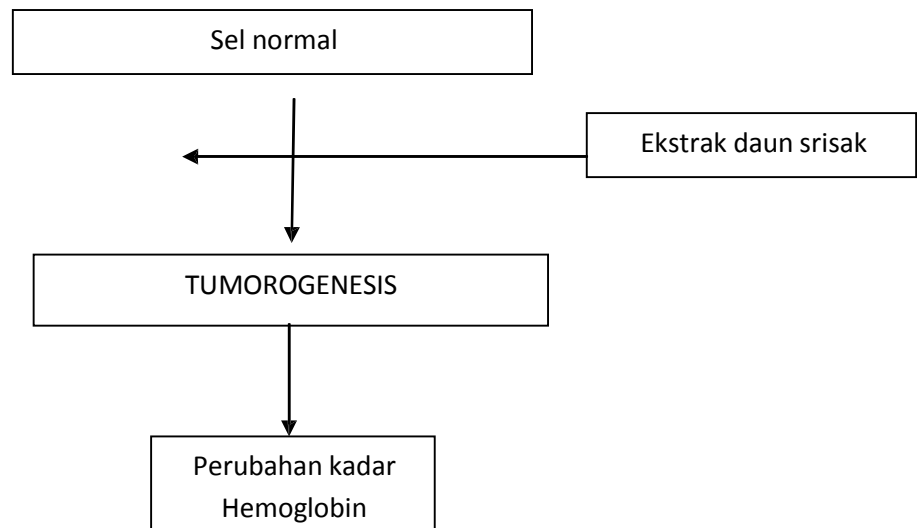 Sel normal
Ekstrak daun srisak
TUMOROGENESIS
Perubahan kadar
Hemoglobin